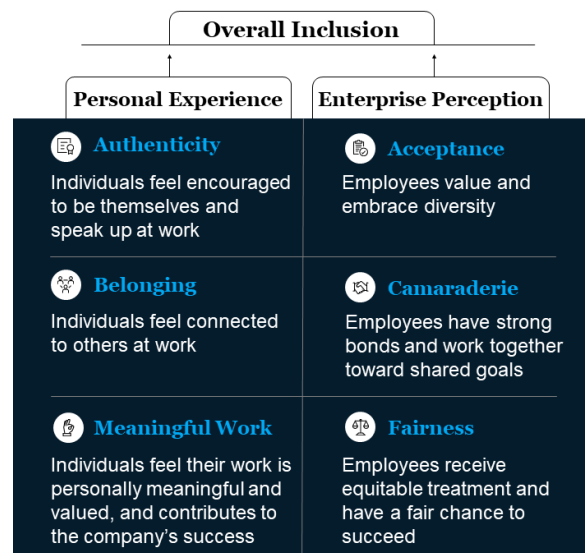 Overall Inclusion
Personal Experience
Enterprise Perception
Authenticity
Individuals feel encouraged
to be themselves and
speak up at work
Acceptance
Employees value and
embrace diversity
Belonging
Individuals feel connected
to others at work
Camaraderie
Employees have strong
bonds and work together
toward shared goals
Meaningful Work
Individuals feel their work is
personally meaningful and
valued, and contributes to
the company’s success
Fairness
Employees receive
equitable treatment and
have a fair chance to
succeed